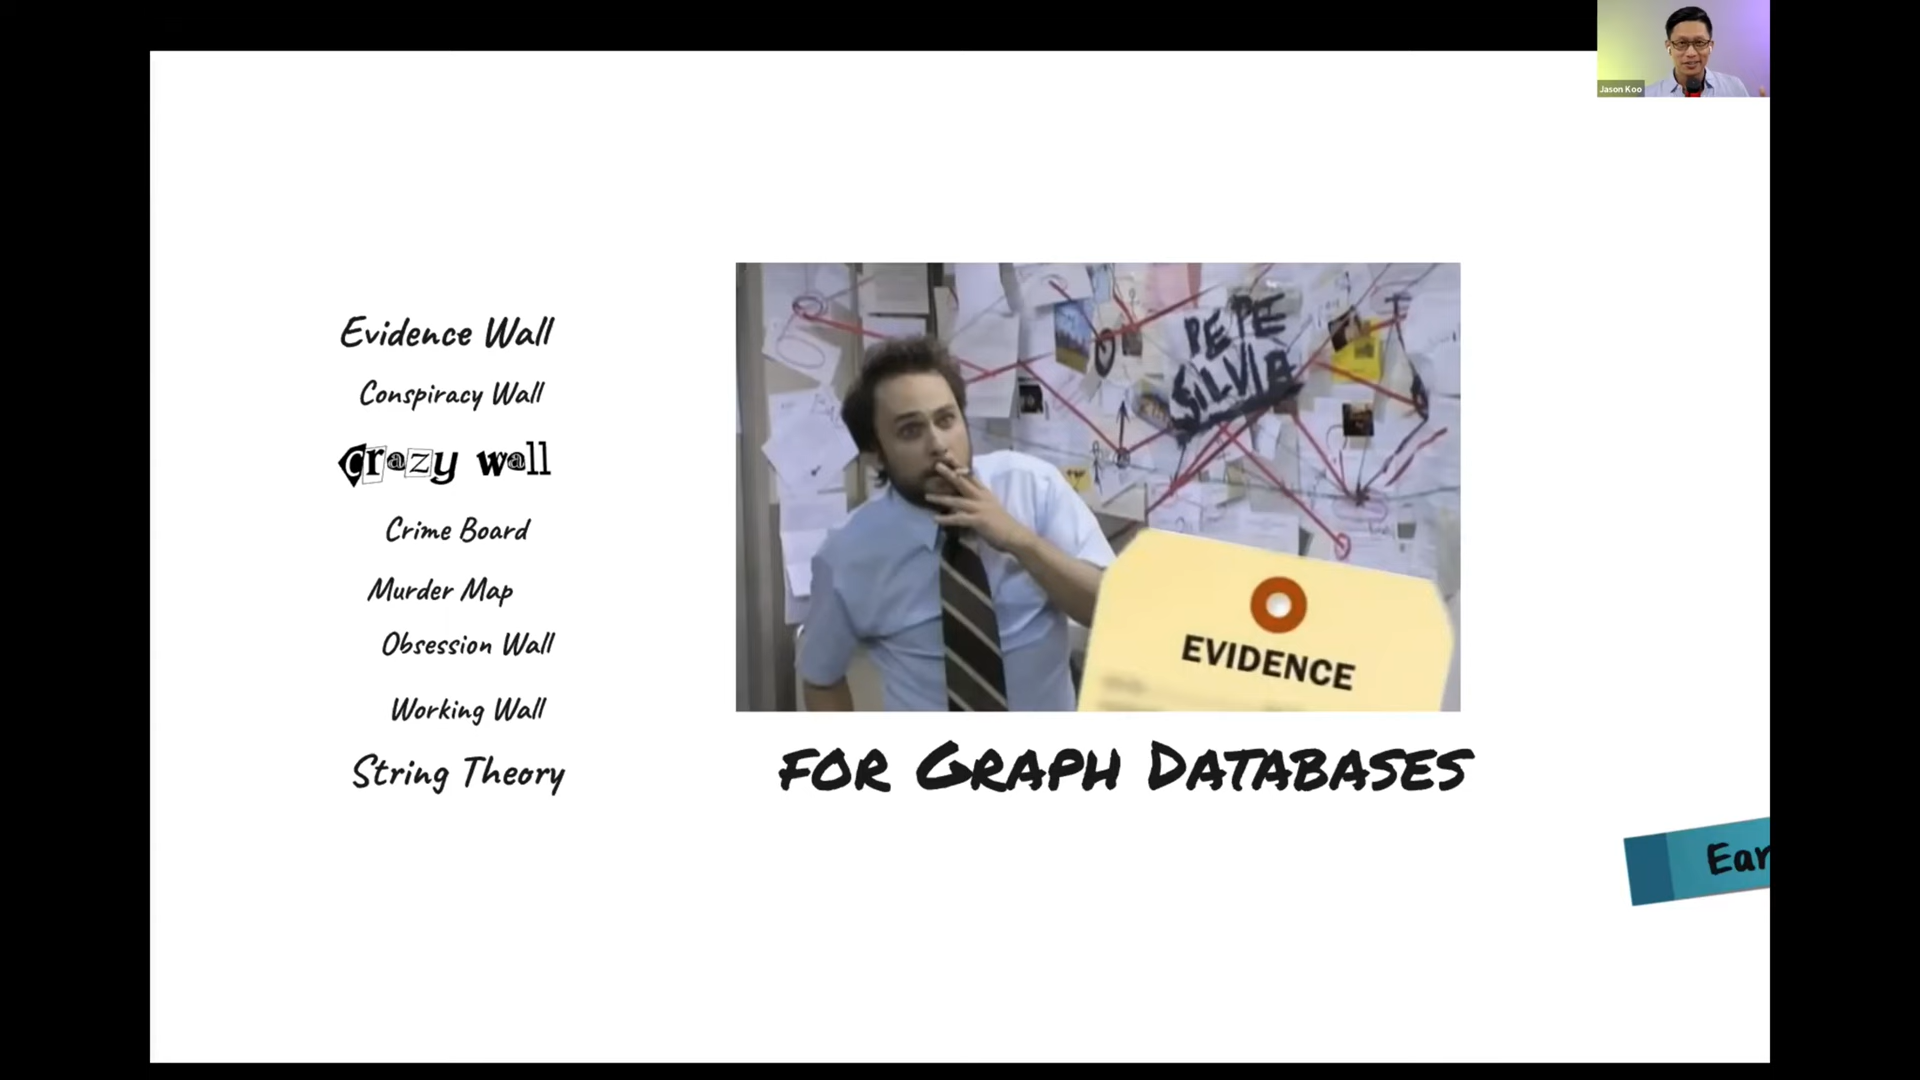 Jason Koo
Evidence Wall
Conspiracy Wall
crazy wall
Crime Board
Murder Map
Obsession Wall
Working Wall
String Theory
PEPE
SILVIA
EVIDENCE
FOR GRAPH DATABASES
Ear